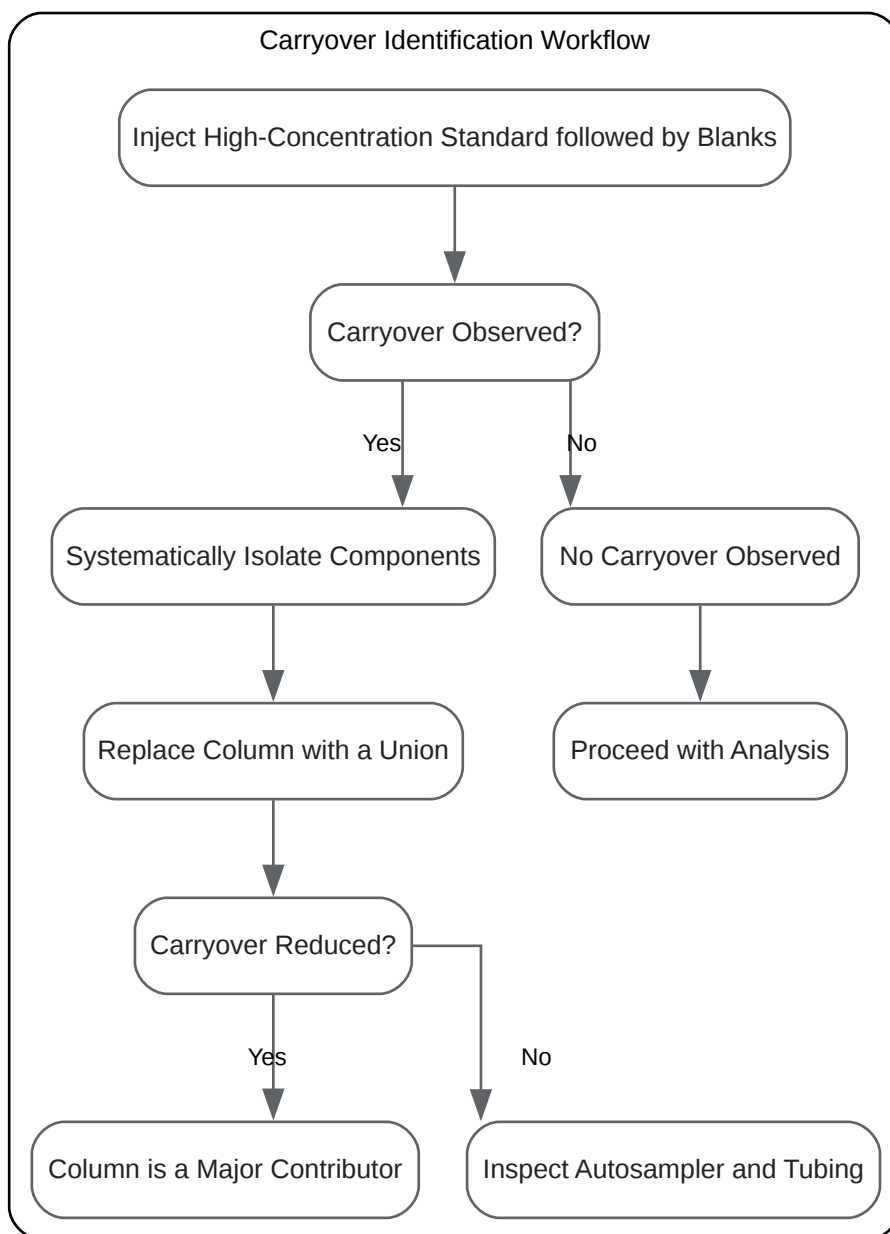 Carryover Identification Workflow
Inject High-Concentration Standard followed by Blanks
Carryover Observed?
Yes
No
Systematically Isolate Components
No Carryover Observed
Replace Column with a Union
Proceed with Analysis
Carryover Reduced?
Yes
No
Column is a Major Contributor
Inspect Autosampler and Tubing